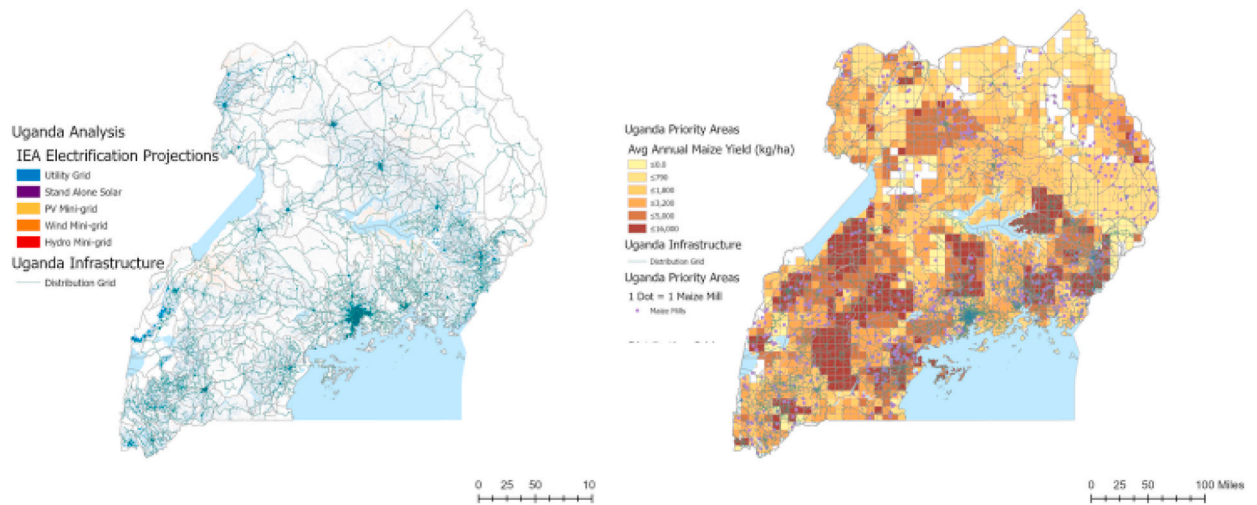 Uganda Analysis
IEA Electrification Projections
Utility Grid
Stand Alone Solar
PV Mini-grid
Wind Mini-grid
Hydro Mini-grid
Uganda Infrastructure
Distribution Grid
0 25 50 10
Uganda Priority Areas
Avg Annual Maize Yield (kg/ha)
≤0.0
≤790
≤1,800
≤3,200
≤5,000
≤16,000
Uganda Infrastructure
Distribution Grid
Uganda Priority Areas
1 Dot = 1 Maize Mill
Maize Mills
0 25 50 100 Miles